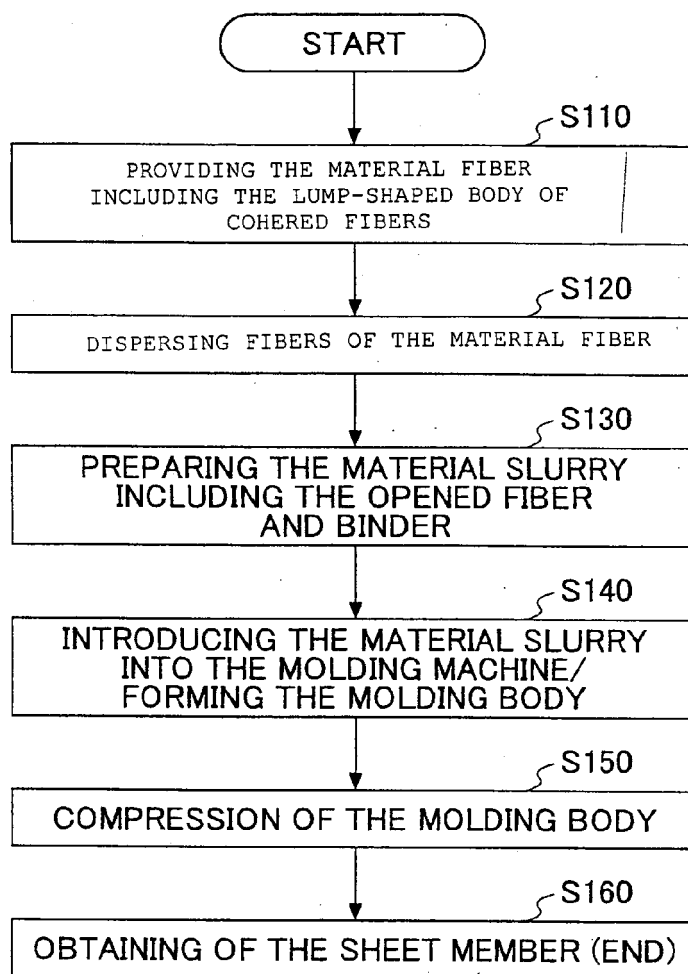 START
S110
PROVIDING THE MATERIAL FIBER
INCLUDING THE LUMP-SHAPED BODY OF
COHERED FIBERS
S120
DISPERSING FIBERS OF THE MATERIAL FIBER
S130
PREPARING THE MATERIAL SLURRY
INCLUDING THE OPENED FIBER
AND BINDER
S140
INTRODUCING THE MATERIAL SLURRY
INTO THE MOLDING MACHINE/
FORMING THE MOLDING BODY
S150
COMPRESSION OF THE MOLDING BODY
S160
OBTAINING OF THE SHEET MEMBER (END)